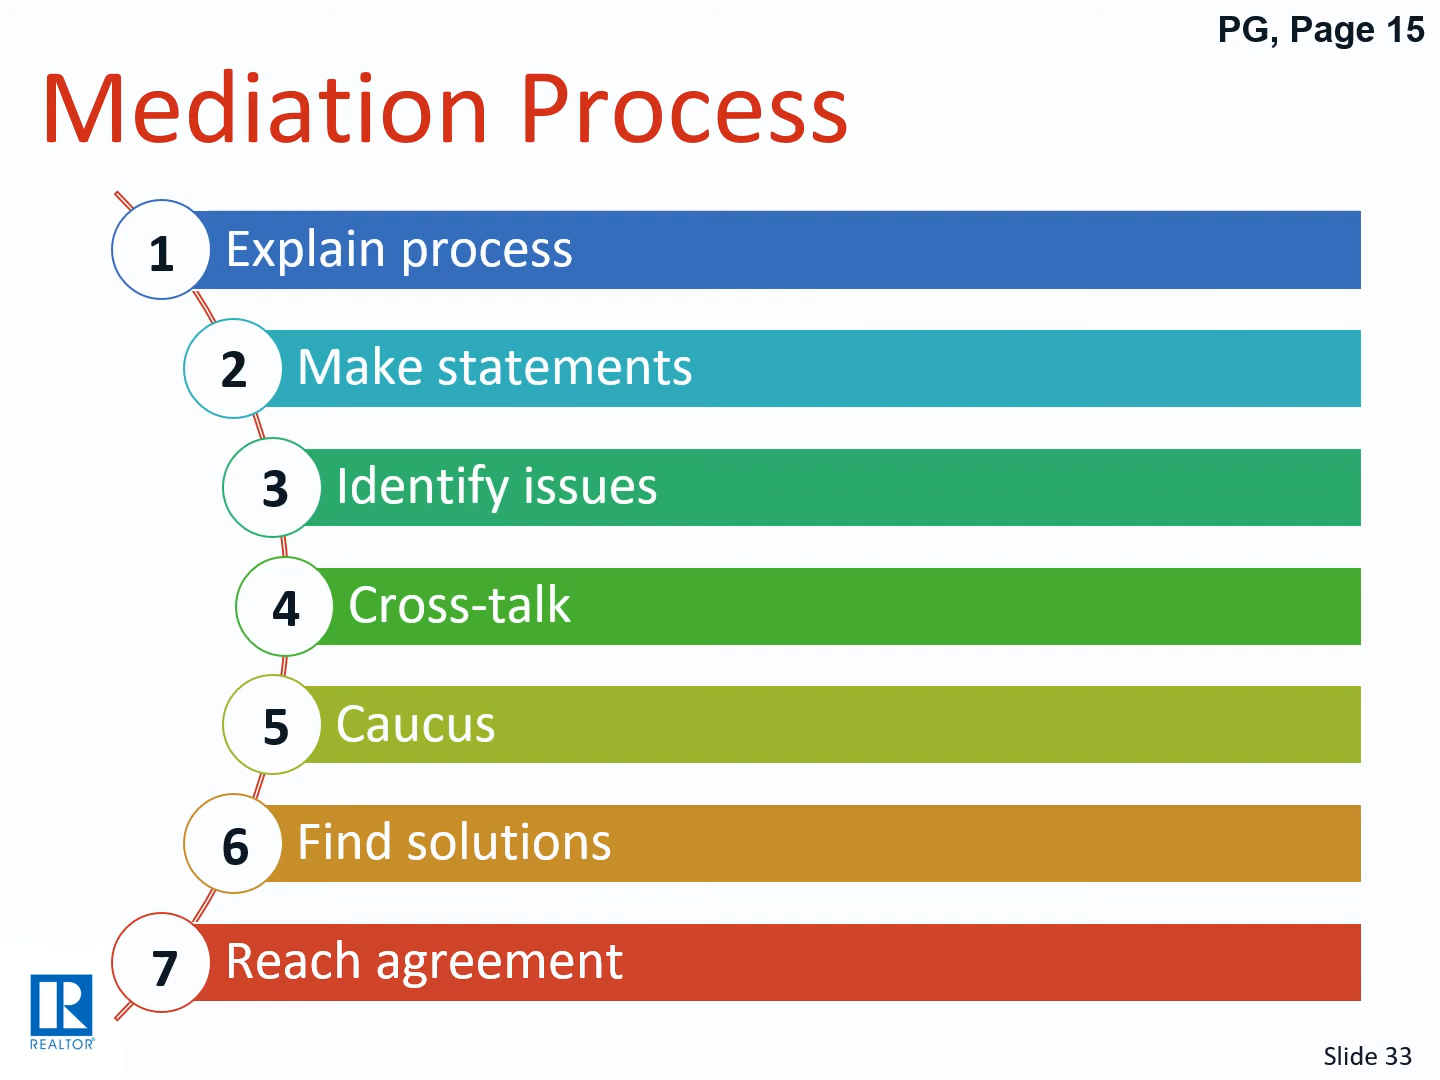 PG, Page 15
Mediation Process
1 Explain process
2 Make statements
3 Identify issues
4 Cross-talk
5 Caucus
6 Find solutions
7 Reach agreement
R
REALTOR®
Slide 33